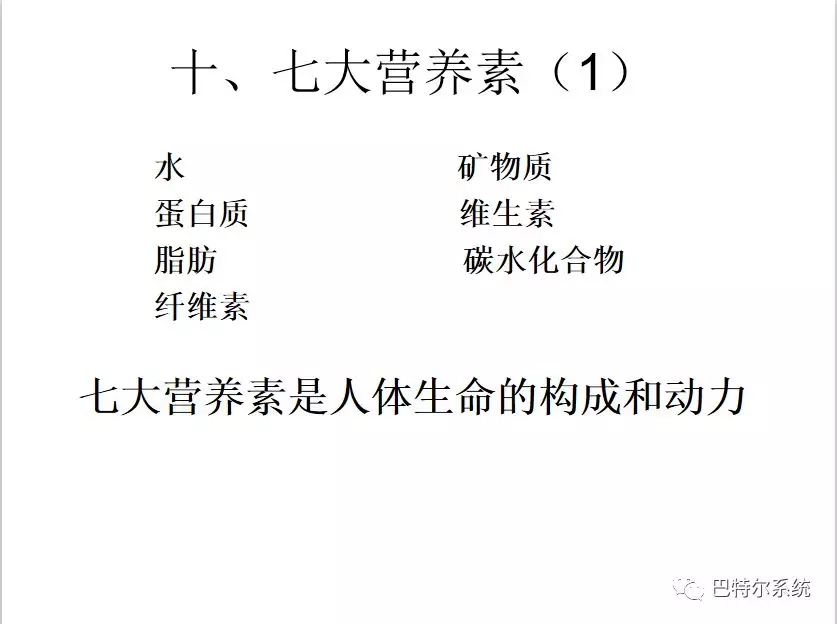 十、七大营养素（1）
水 矿物质
蛋白质 维生素
脂肪 碳水化合物
纤维素
七大营养素是人体生命的构成和动力
巴特尔系统